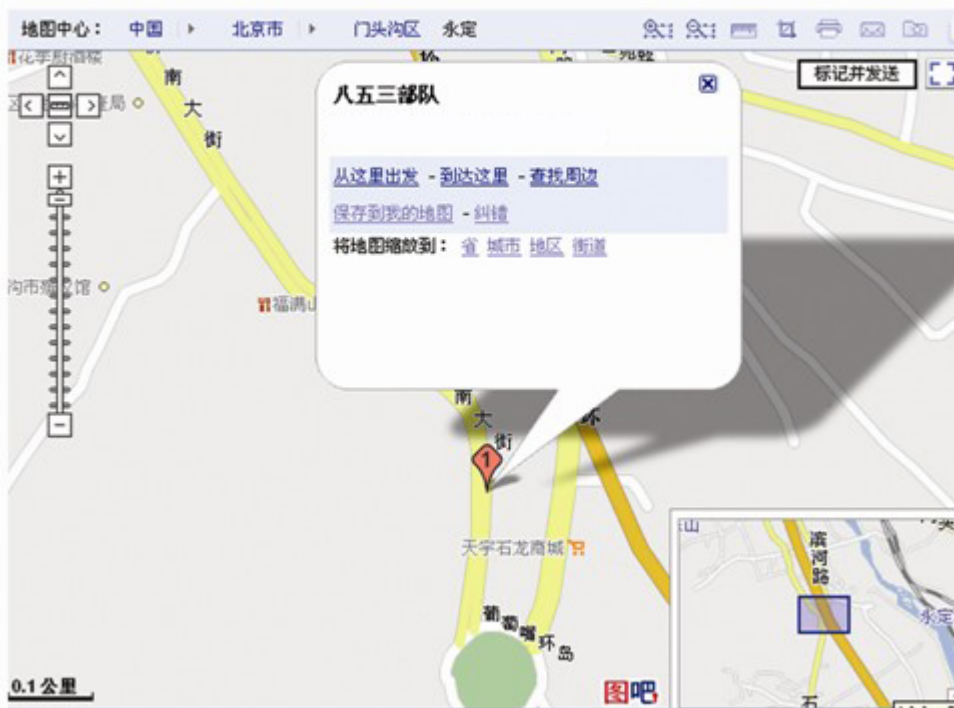 地图中心： 中国 北京市 门头沟区 永定
标记并发送
南大街
八五三部队
从这里出发 - 到达这里 - 查找周边
保存到我的地图 - 纠错
将地图缩放到： 省 城市 地区 街道
福满山
南大街
环
1
天宇石龙商城
葡萄嘴环岛
滨河路
永定
石
0.1公里
图吧